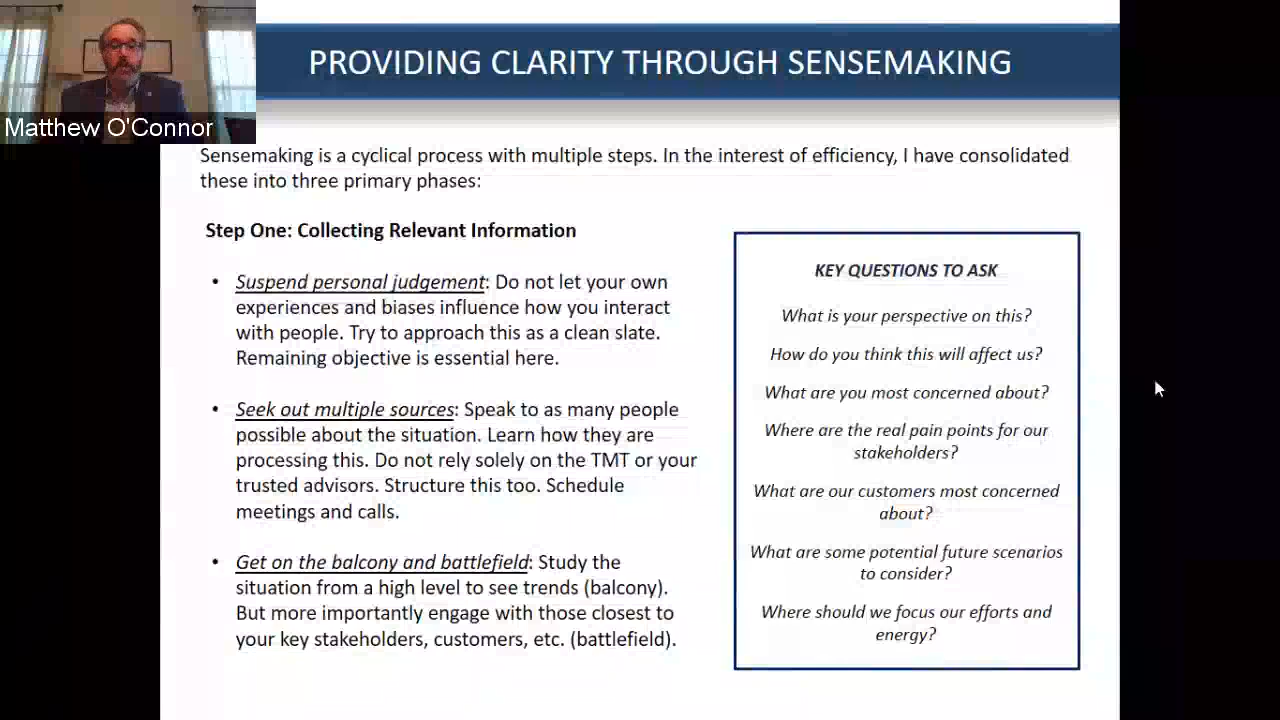 PROVIDING CLARITY THROUGH SENSEMAKING
Matthew O'Connor
Sensemaking is a cyclical process with multiple steps. In the interest of efficiency, I have consolidated
these into three primary phases:
Step One: Collecting Relevant Information
• Suspend personal judgement: Do not let your own
experiences and biases influence how you interact
with people. Try to approach this as a clean slate.
Remaining objective is essential here.
• Seek out multiple sources: Speak to as many people
possible about the situation. Learn how they are
processing this. Do not rely solely on the TMT or your
trusted advisors. Structure this too. Schedule
meetings and calls.
• Get on the balcony and battlefield: Study the
situation from a high level to see trends (balcony).
But more importantly engage with those closest to
your key stakeholders, customers, etc. (battlefield).
KEY QUESTIONS TO ASK
What is your perspective on this?
How do you think this will affect us?
What are you most concerned about?
Where are the real pain points for our
stakeholders?
What are our customers most concerned
about?
What are some potential future scenarios
to consider?
Where should we focus our efforts and
energy?